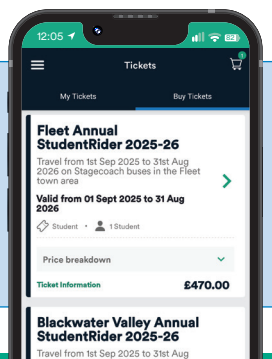 12:05
82
Tickets
1
My Tickets
Buy Tickets
Fleet Annual
StudentRider 2025-26
Travel from 1st Sep 2025 to 31st Aug
2026 on Stagecoach buses in the Fleet
town area
Valid from 01 Sept 2025 to 31 Aug
2026
Student • 1 Student
Price breakdown
Ticket Information
£470.00
Blackwater Valley Annual
StudentRider 2025-26
Travel from 1st Sep 2025 to 31st Aug